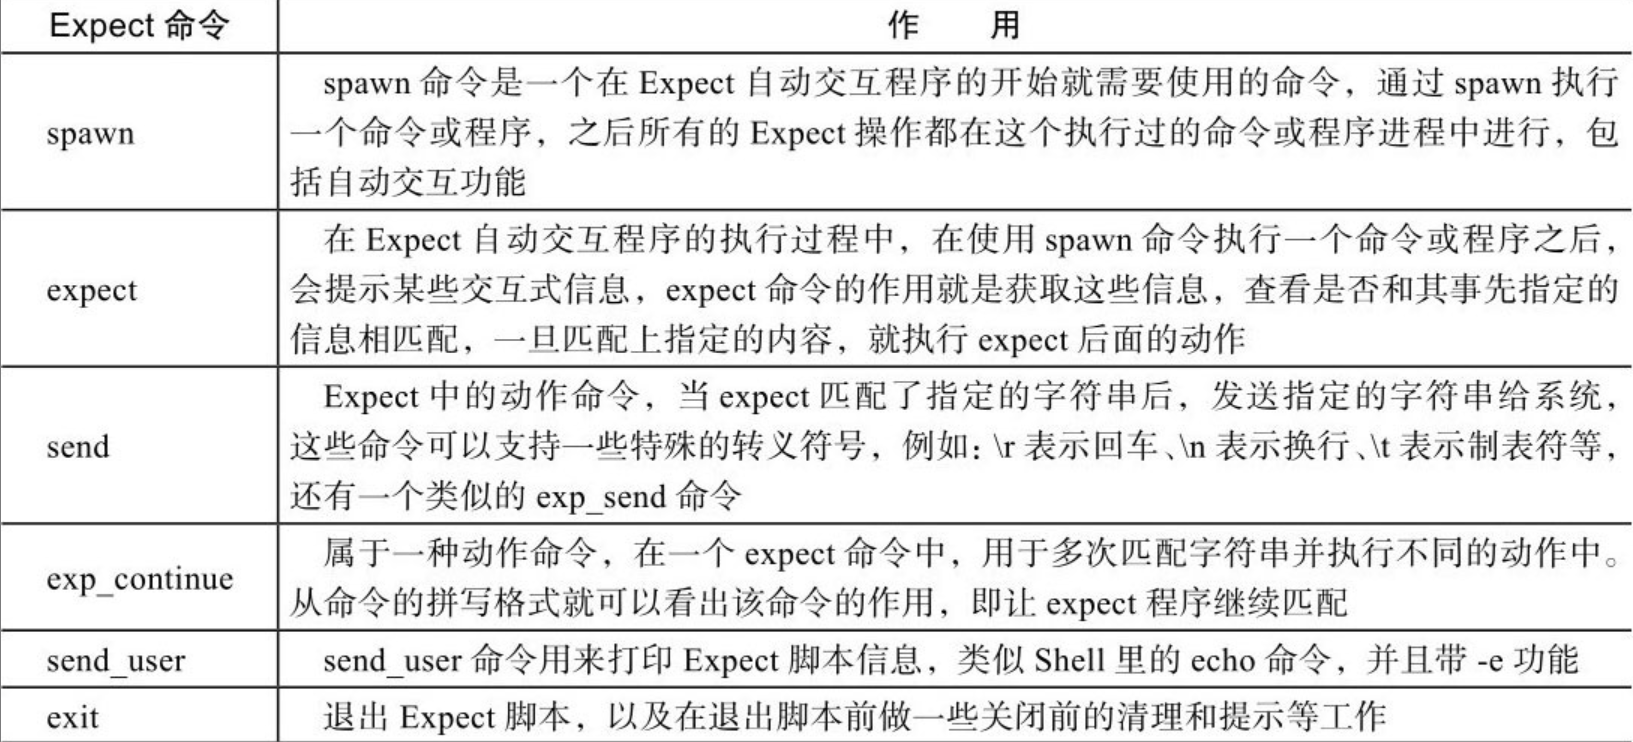 Expect 命令 作 用
spawn
spawn 命令是一个在 Expect 自动交互程序的开始就需要使用的命令，通过 spawn 执行
一个命令或程序，之后所有的 Expect 操作都在这个执行过的命令或程序进程中进行，包
括自动交互功能
expect
在 Expect 自动交互程序的执行过程中，在使用 spawn 命令执行一个命令或程序之后，
会提示某些交互式信息，expect 命令的作用就是获取这些信息，查看是否和其事先指定的
信息相匹配，一旦匹配上指定的内容，就执行 expect 后面的动作
send
Expect 中的动作命令，当 expect 匹配了指定的字符串后，发送指定的字符串给系统，
这些命令可以支持一些特殊的转义符号，例如：\r 表示回车、\n 表示换行、\t 表示制表符等，
还有一个类似的 exp_send 命令
exp_continue
属于一种动作命令，在一个 expect 命令中，用于多次匹配字符串并执行不同的动作中。
从命令的拼写格式就可以看出该命令的作用，即让 expect 程序继续匹配
send_user
send_user 命令用来打印 Expect 脚本信息，类似 Shell 里的 echo 命令，并且带 -e 功能
exit
退出 Expect 脚本，以及在退出脚本前做一些关闭前的清理和提示等工作